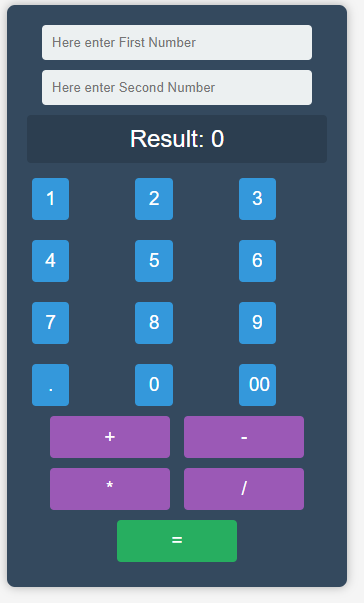 Here enter First Number
Here enter Second Number
Result: 0
1 2 3
4 5 6
7 8 9
. 0 00
+ -
* /
=